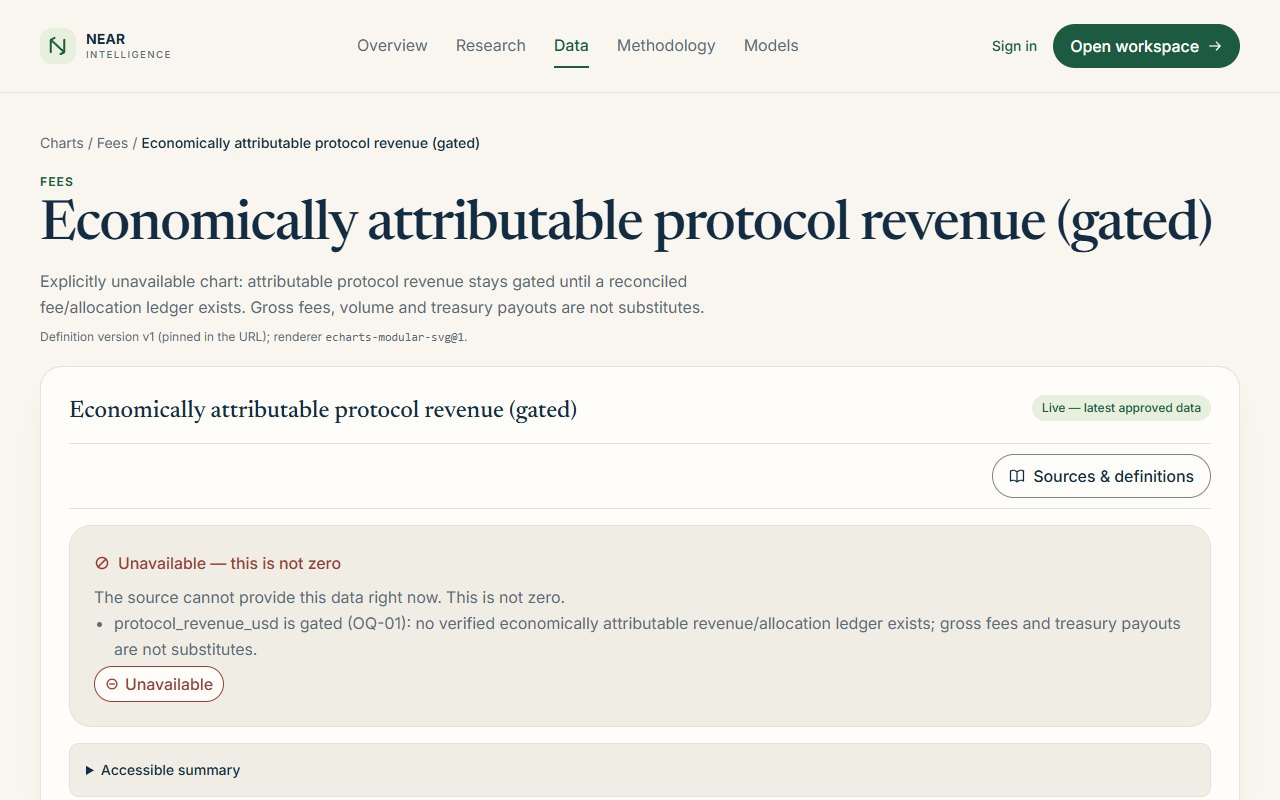 NEAR
INTELLIGENCE
Overview
Research
Data
Methodology
Models
Sign in
Open workspace →
Charts / Fees / Economically attributable protocol revenue (gated)
FEES
Economically attributable protocol revenue (gated)
Explicitly unavailable chart: attributable protocol revenue stays gated until a reconciled
fee/allocation ledger exists. Gross fees, volume and treasury payouts are not substitutes.
Definition version v1 (pinned in the URL); renderer echarts-modular-svg@1.
Economically attributable protocol revenue (gated)
Live — latest approved data
Sources & definitions
Unavailable — this is not zero
The source cannot provide this data right now. This is not zero.
• protocol_revenue_usd is gated (OQ-01): no verified economically attributable revenue/allocation ledger exists; gross fees and treasury payouts
are not substitutes.
Unavailable
Accessible summary